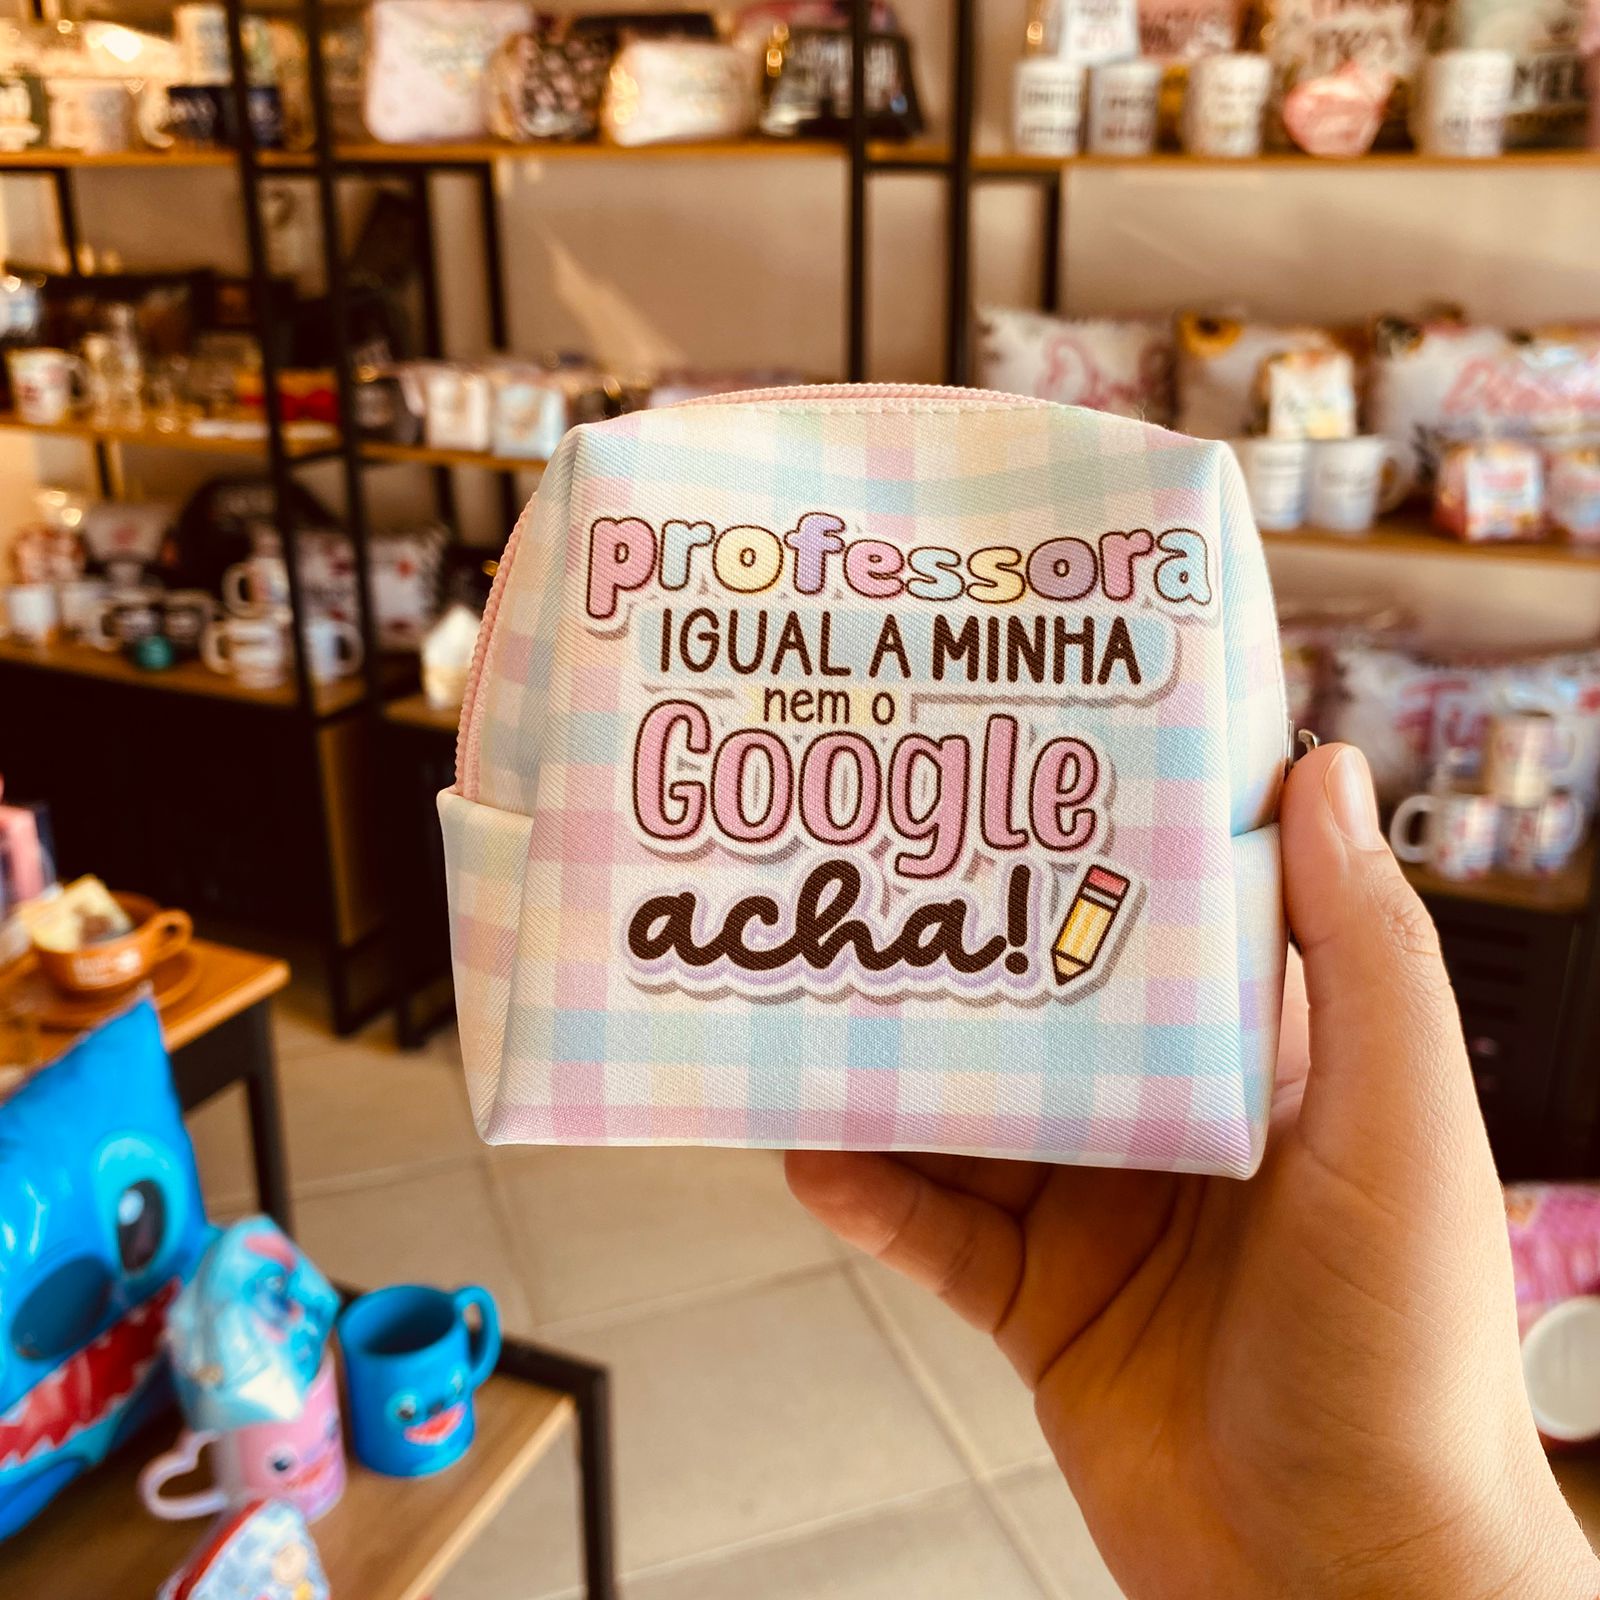 professora
IGUAL A MINHA
nem o
Google
acha!